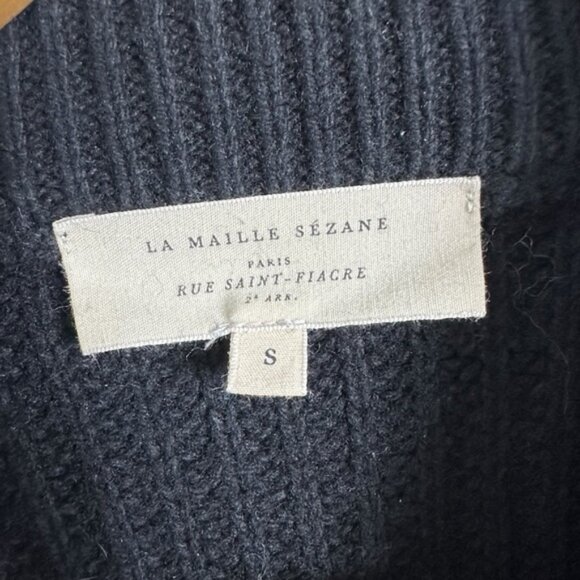 LA MAILLE SÉZANE
PARIS
RUE SAINT-FIACRE
2e ARR.
S